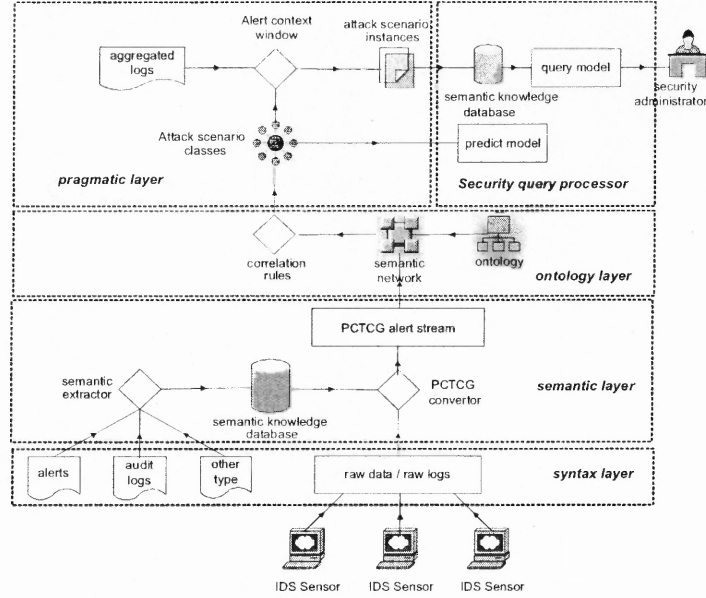 Alert context
window
attack scenario
instances
aggregated
logs
query model
semantic knowledge
database
security
administrator
Attack scenario
classes
predict model
pragmatic layer
Security query processor
correlation
rules
semantic
network
ontology
ontology layer
PCTCG alert stream
semantic
extractor
PCTCG
convertor
semantic layer
semantic knowledge
database
alerts
audit
logs
other
type
raw data / raw logs
syntax layer
IDS Sensor
IDS Sensor
IDS Sensor